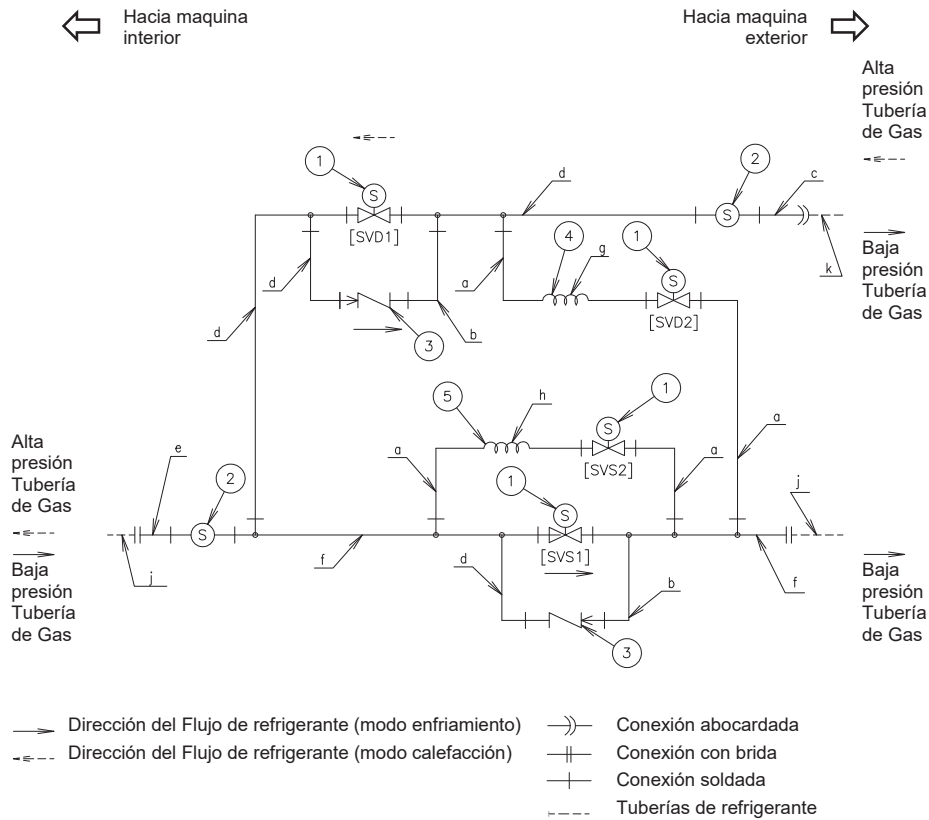 Hacia maquina
interior
Hacia maquina
exterior
Alta
presión
Tubería
de Gas
1
2
d
c
[SVD1]
4
g
1
Baja
presión
Tubería
de Gas
k
d
a
d
b
[SVD2]
3
5
h
1
a
Alta
presión
Tubería
de Gas
e
2
a
[SVS2]
a
1
j
f
[SVS1]
j
d
b
f
Baja
presión
Tubería
de Gas
Baja
presión
Tubería
de Gas
3
Dirección del Flujo de refrigerante (modo enfriamiento)
Dirección del Flujo de refrigerante (modo calefacción)
Conexión abocardada
Conexión con brida
Conexión soldada
Tuberías de refrigerante
S
S
S
S
S
S